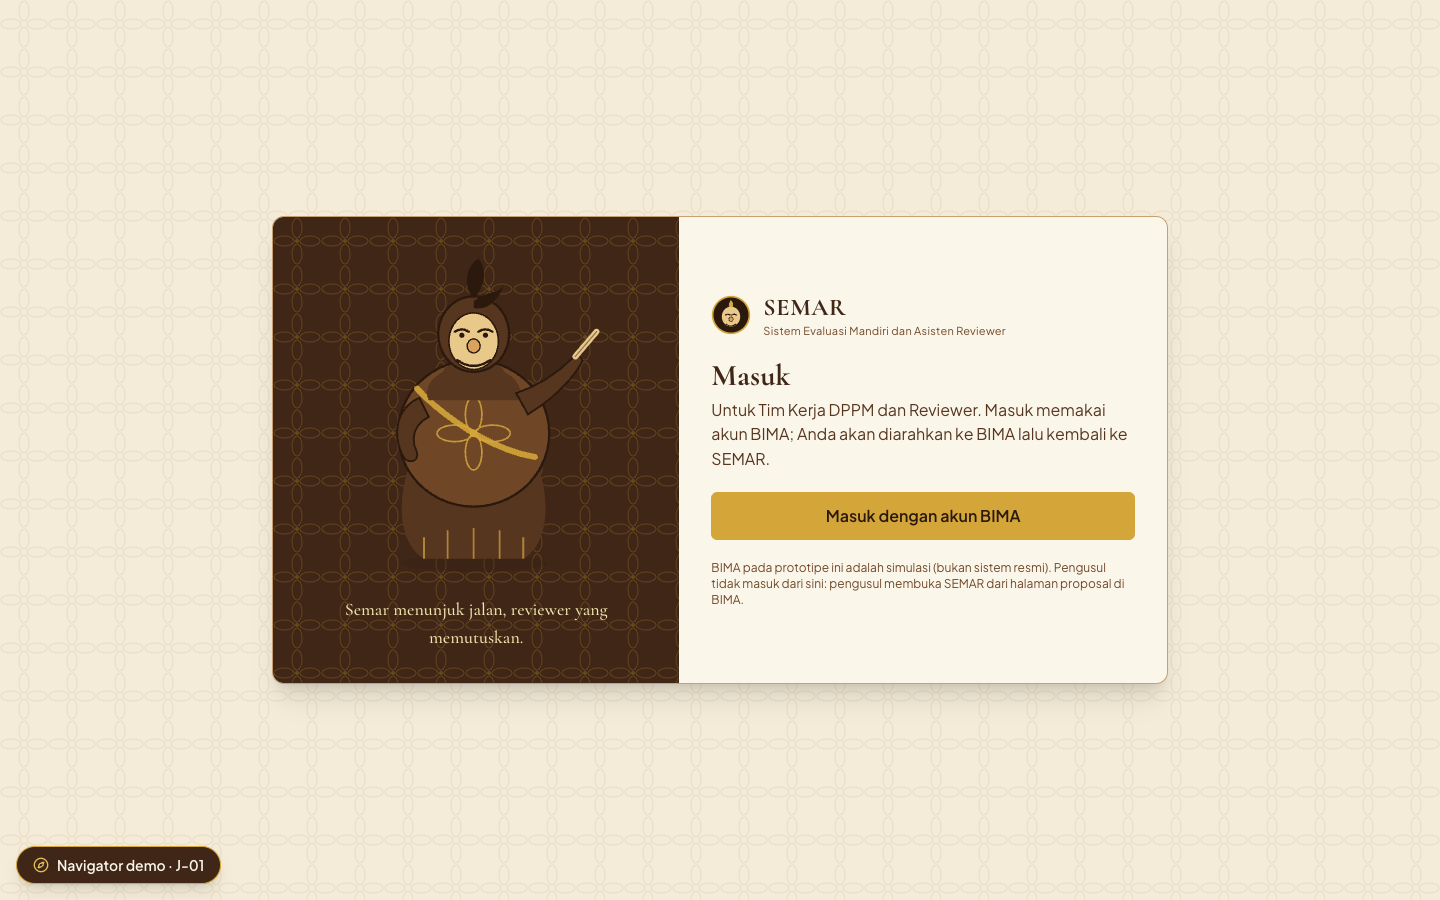 Semar menunjuk jalan, reviewer yang
memutuskan.
SEMAR
Sistem Evaluasi Mandiri dan Asisten Reviewer
Masuk
Untuk Tim Kerja DPPM dan Reviewer. Masuk memakai
akun BIMA; Anda akan diarahkan ke BIMA lalu kembali ke
SEMAR.
Masuk dengan akun BIMA
BIMA pada prototipe ini adalah simulasi (bukan sistem resmi). Pengusul
tidak masuk dari sini: pengusul membuka SEMAR dari halaman proposal di
BIMA.
Navigator demo · J-01